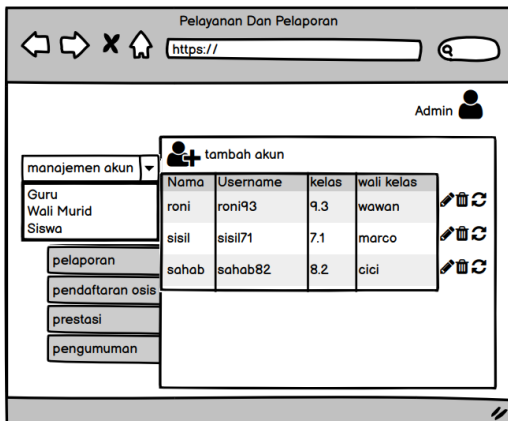 Pelayanan Dan Pelaporan
https://
Admin
tambah akun
manajemen akun
Guru
Wali Murid
Siswa
pelaporan
pendaftaran osis
prestasi
pengumuman
Nama Username kelas wali kelas
roni roni93 9.3 wawan
sisil sisil71 7.1 marco
sahab sahab82 8.2 cici